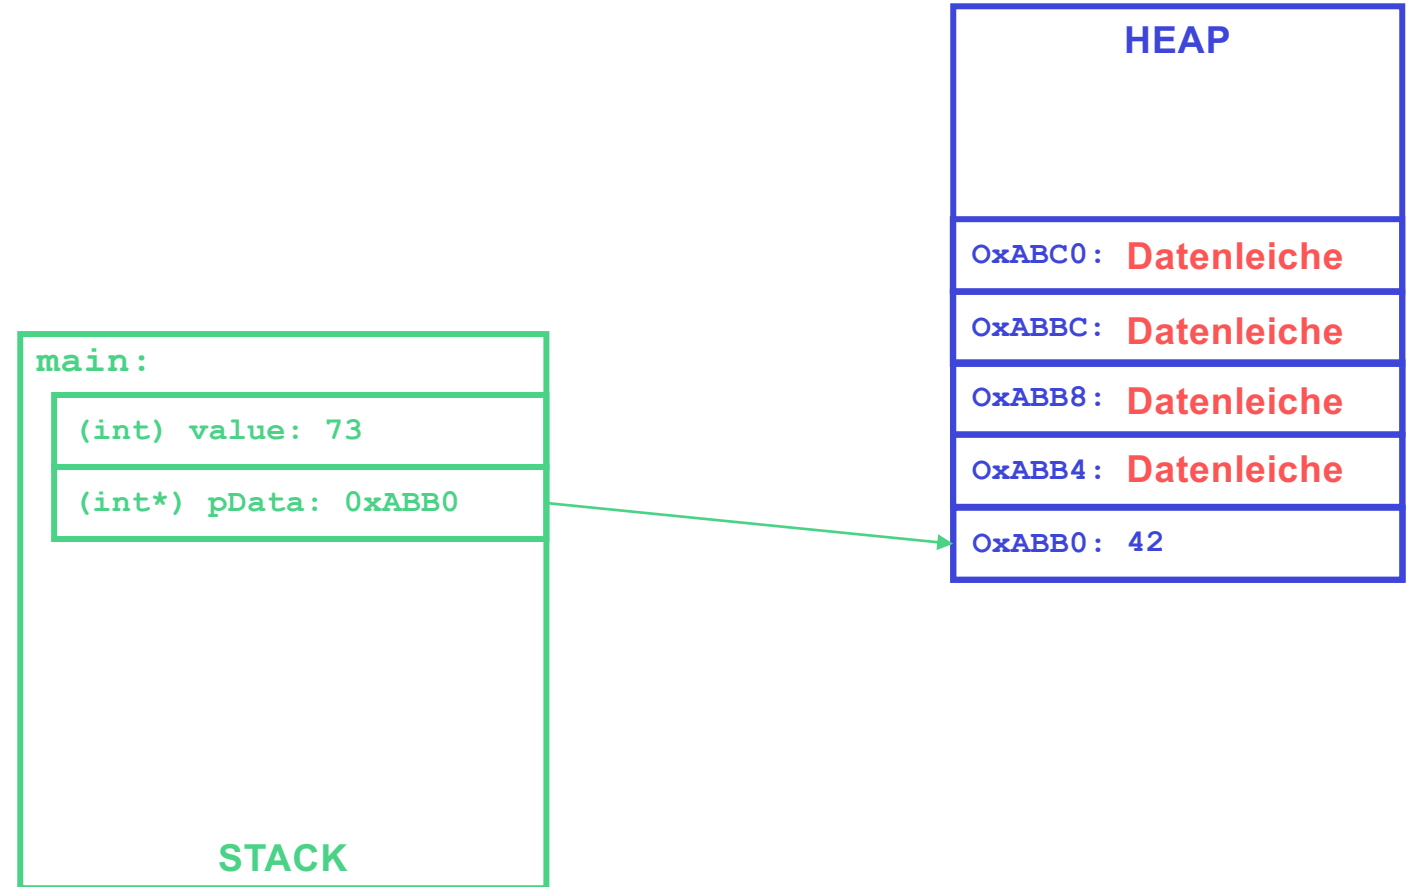 HEAP
OxABC0: Datenleiche
OxABBC: Datenleiche
OxABB8: Datenleiche
OxABB4: Datenleiche
OxABB0: 42
main:
(int) value: 73
(int*) pData: 0xABB0
STACK